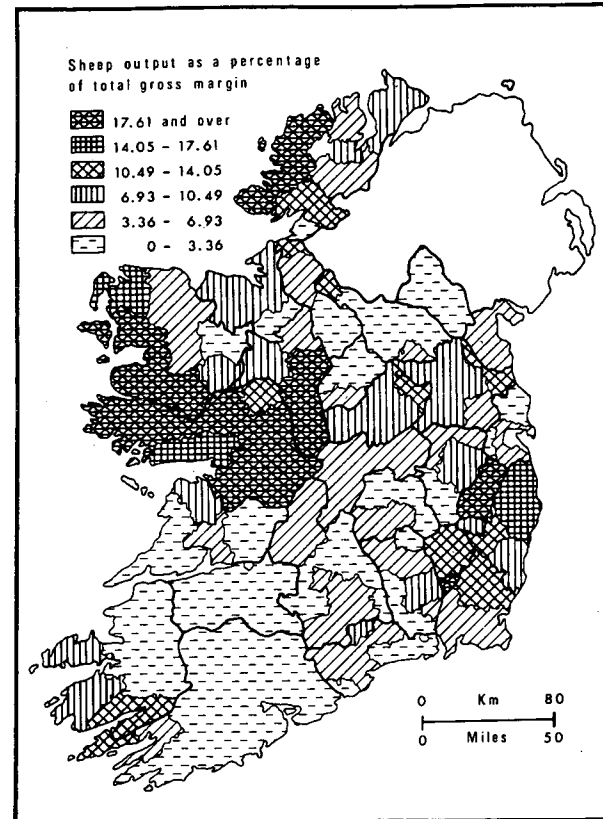 Sheep output as a percentage
of total gross margin
17.61 and over
14.05 - 17.61
10.49 - 14.05
6.93 - 10.49
3.36 - 6.93
0 - 3.36
0 Km 80
0 Miles 50